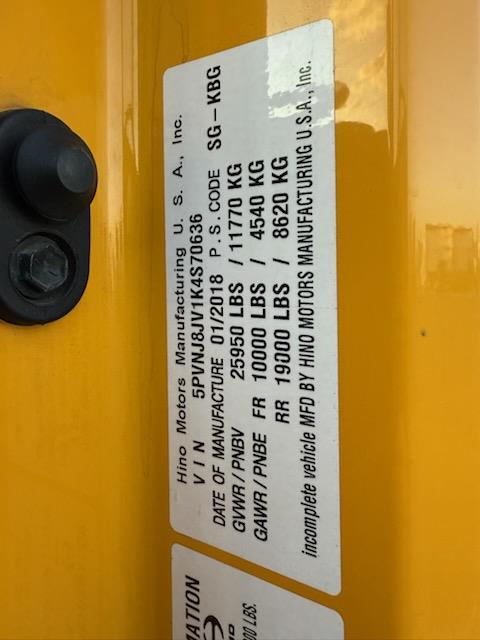 Hino Motors Manufacturing U. S. A., Inc.
VIN 5PVNJ8JV1K4S70636
DATE OF MANUFACTURE 01/2018 P.S. CODE SG-KBG
GVWR / PNBV 25950 LBS / 11770 KG
GAWR / PNBE FR 10000 LBS / 4540 KG
RR 19000 LBS / 8620 KG
incomplete vehicle MFD BY HINO MOTORS MANUFACTURING U.S.A., Inc.
LBS.